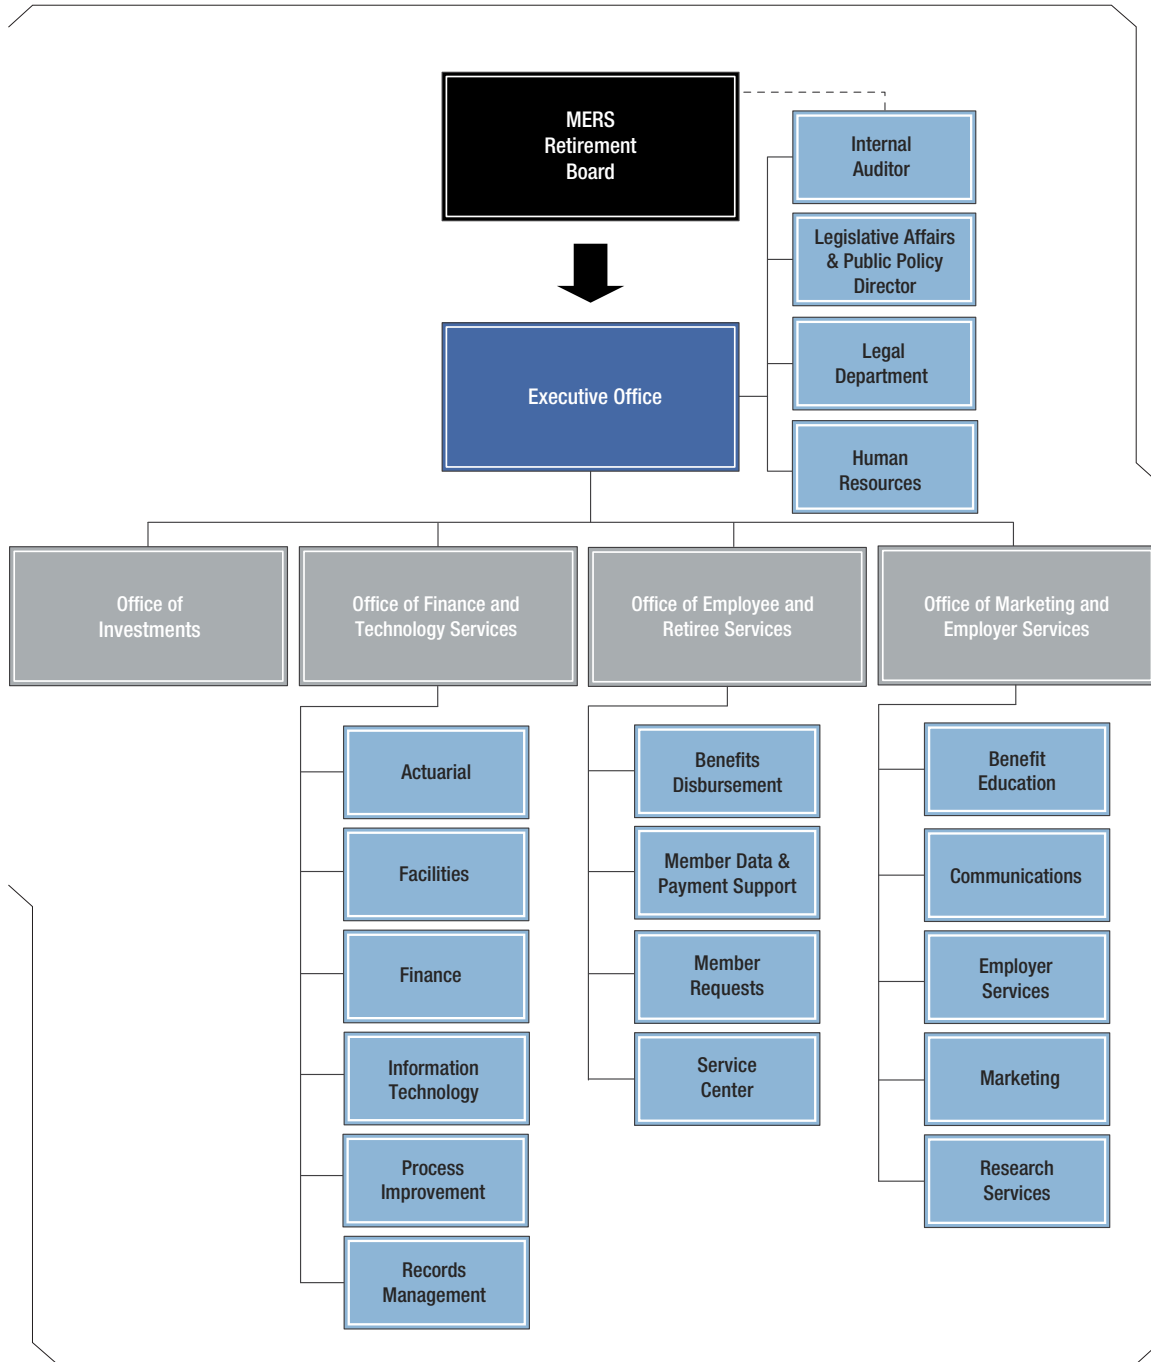 MERS
Retirement
Board
Internal
Auditor
Legislative Affairs
& Public Policy
Director
Legal
Department
Human
Resources
Executive Office
Office of
Investments
Office of Finance and
Technology Services
Office of Employee and
Retiree Services
Office of Marketing and
Employer Services
Actuarial
Facilities
Finance
Information
Technology
Process
Improvement
Records
Management
Benefits
Disbursement
Member Data &
Payment Support
Member
Requests
Service
Center
Benefit
Education
Communications
Employer
Services
Marketing
Research
Services